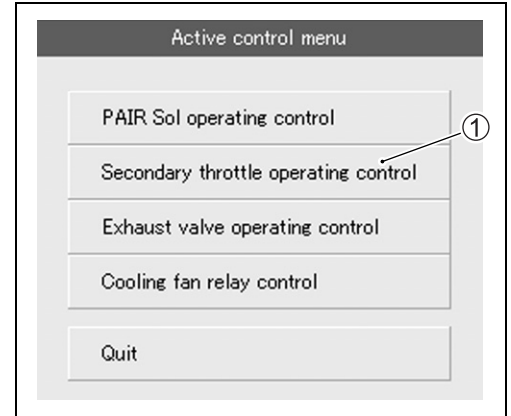 Active control menu
PAIR Sol operating control
①
Secondary throttle operating control
Exhaust valve operating control
Cooling fan relay control
Quit